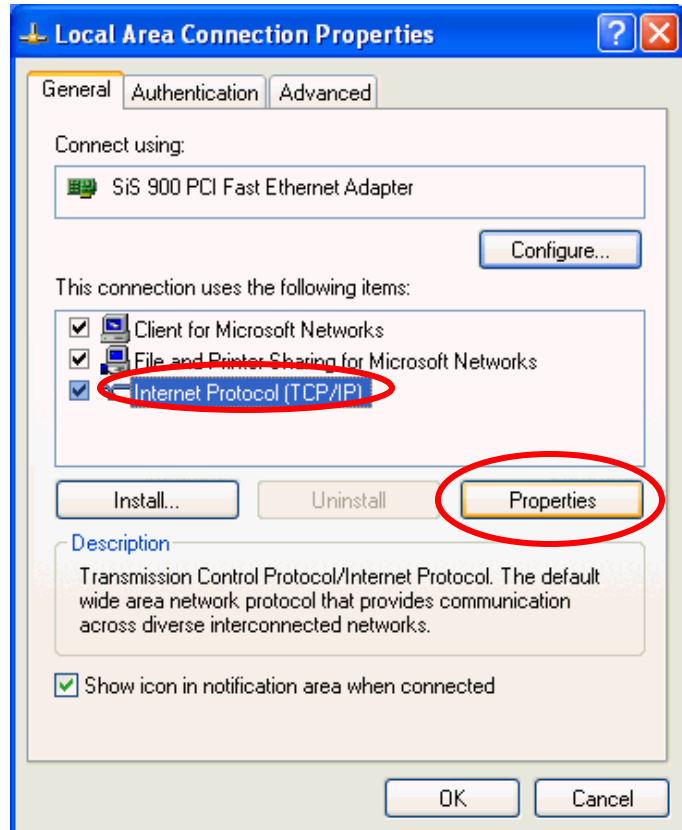 Local Area Connection Properties
General Authentication Advanced
Connect using:
SiS 900 PCI Fast Ethernet Adapter
Configure...
This connection uses the following items:
Client for Microsoft Networks
File and Printer Sharing for Microsoft Networks
Internet Protocol (TCP/IP)
Install... Uninstall Properties
Description
Transmission Control Protocol/Internet Protocol. The default
wide area network protocol that provides communication
across diverse interconnected networks.
Show icon in notification area when connected
OK Cancel